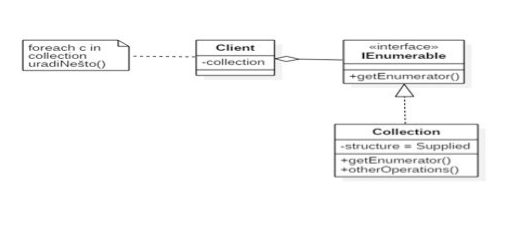 foreach c in
collection
uradiNešto()
Client
-collection
«interface»
IEnumerable
+getEnumerator()
Collection
-structure = Supplied
+getEnumerator()
+otherOperations()